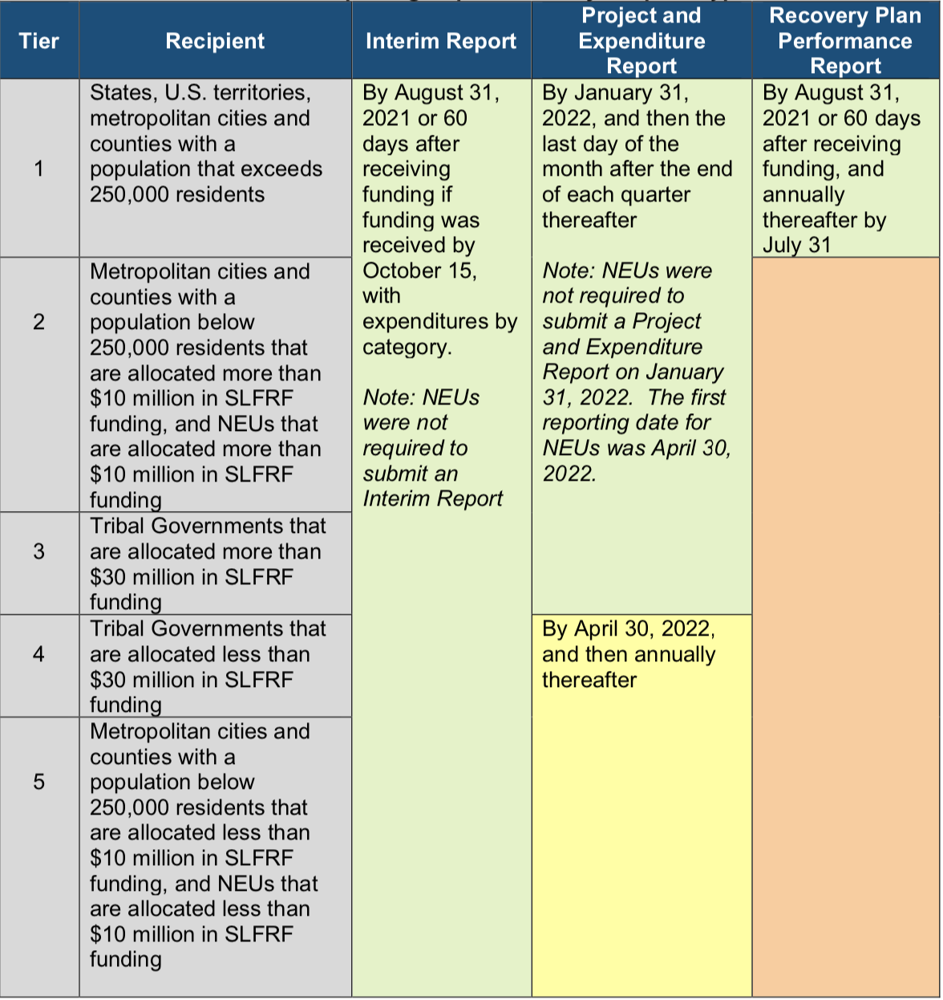 Tier
Recipient
Interim Report
Project and
Expenditure
Report
Recovery Plan
Performance
Report
1
States, U.S. territories,
metropolitan cities and
counties with a
population that exceeds
250,000 residents
By August 31,
2021 or 60
days after
receiving
funding if
funding was
received by
October 15,
with
expenditures by
category.
Note: NEUs
were not
required to
submit an
Interim Report
By January 31,
2022, and then the
last day of the
month after the end
of each quarter
thereafter
Note: NEUs were
not required to
submit a Project
and Expenditure
Report on January
31, 2022.  The first
reporting date for
NEUs was April 30,
2022.
By August 31,
2021 or 60 days
after receiving
funding, and
annually
thereafter by
July 31
2
Metropolitan cities and
counties with a
population below
250,000 residents that
are allocated more than
$10 million in SLFRF
funding, and NEUs that
are allocated more than
$10 million in SLFRF
funding
3
Tribal Governments that
are allocated more than
$30 million in SLFRF
funding
4
Tribal Governments that
are allocated less than
$30 million in SLFRF
funding
By April 30, 2022,
and then annually
thereafter
5
Metropolitan cities and
counties with a
population below
250,000 residents that
are allocated less than
$10 million in SLFRF
funding, and NEUs that
are allocated less than
$10 million in SLFRF
funding